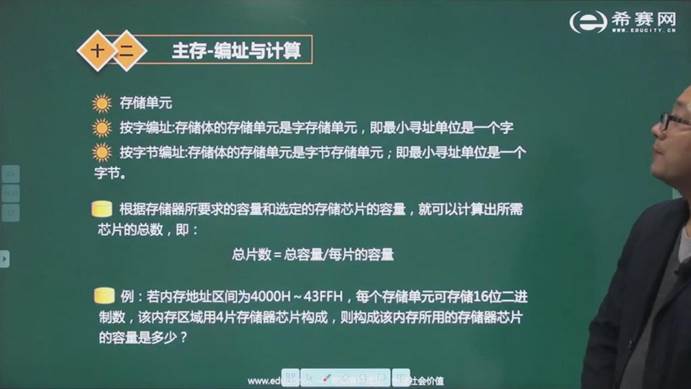 希赛网
WWW.EDUCITY.CN
十二 主存-编址与计算
存储单元
按字编址:存储体的存储单元是字存储单元，即最小寻址单位是一个字
按字节编址:存储体的存储单元是字节存储单元；即最小寻址单位是一个
字节。
根据存储器所要求的容量和选定的存储芯片的容量，就可以计算出所需
芯片的总数，即：
总片数＝总容量/每片的容量
例：若内存地址区间为4000H～43FFH，每个存储单元可存储16位二进
制数，该内存区域用4片存储器芯片构成，则构成该内存所用的存储器芯片
的容量是多少？
社会价值